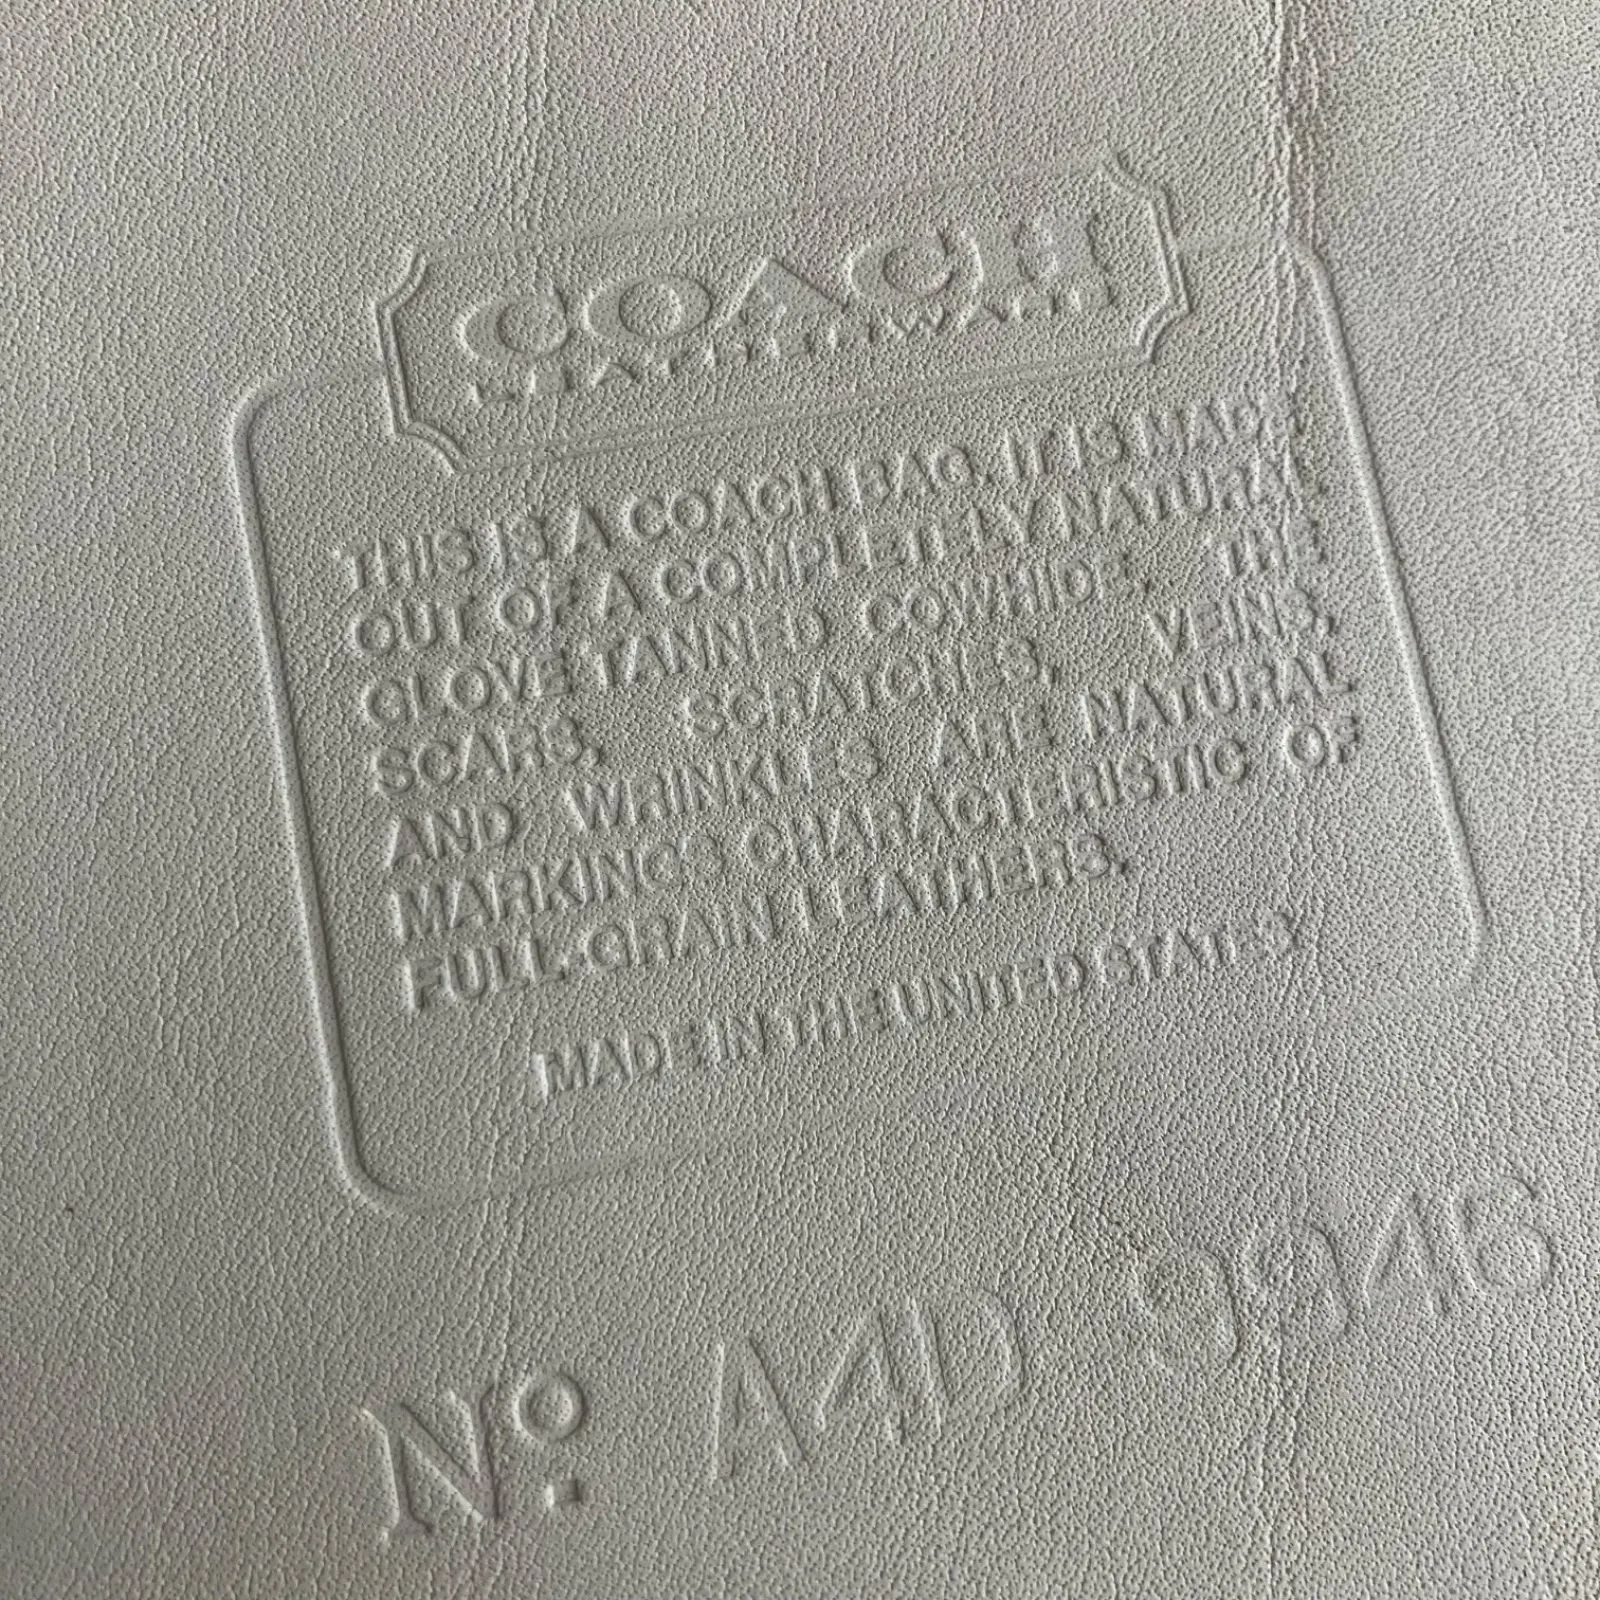 COACH
LEATHERWARE
THIS IS A COACH BAG. IT IS MADE
OUT OF A COMPLETELY NATURAL
GLOVE TANNED COWHIDE. THE
SCARS, SCRATCHES, VEINS,
AND WRINKLES ARE NATURAL
MARKINGS CHARACTERISTIC OF
FULL-GRAIN LEATHERS.
MADE IN THE UNITED STATES
No. A4D